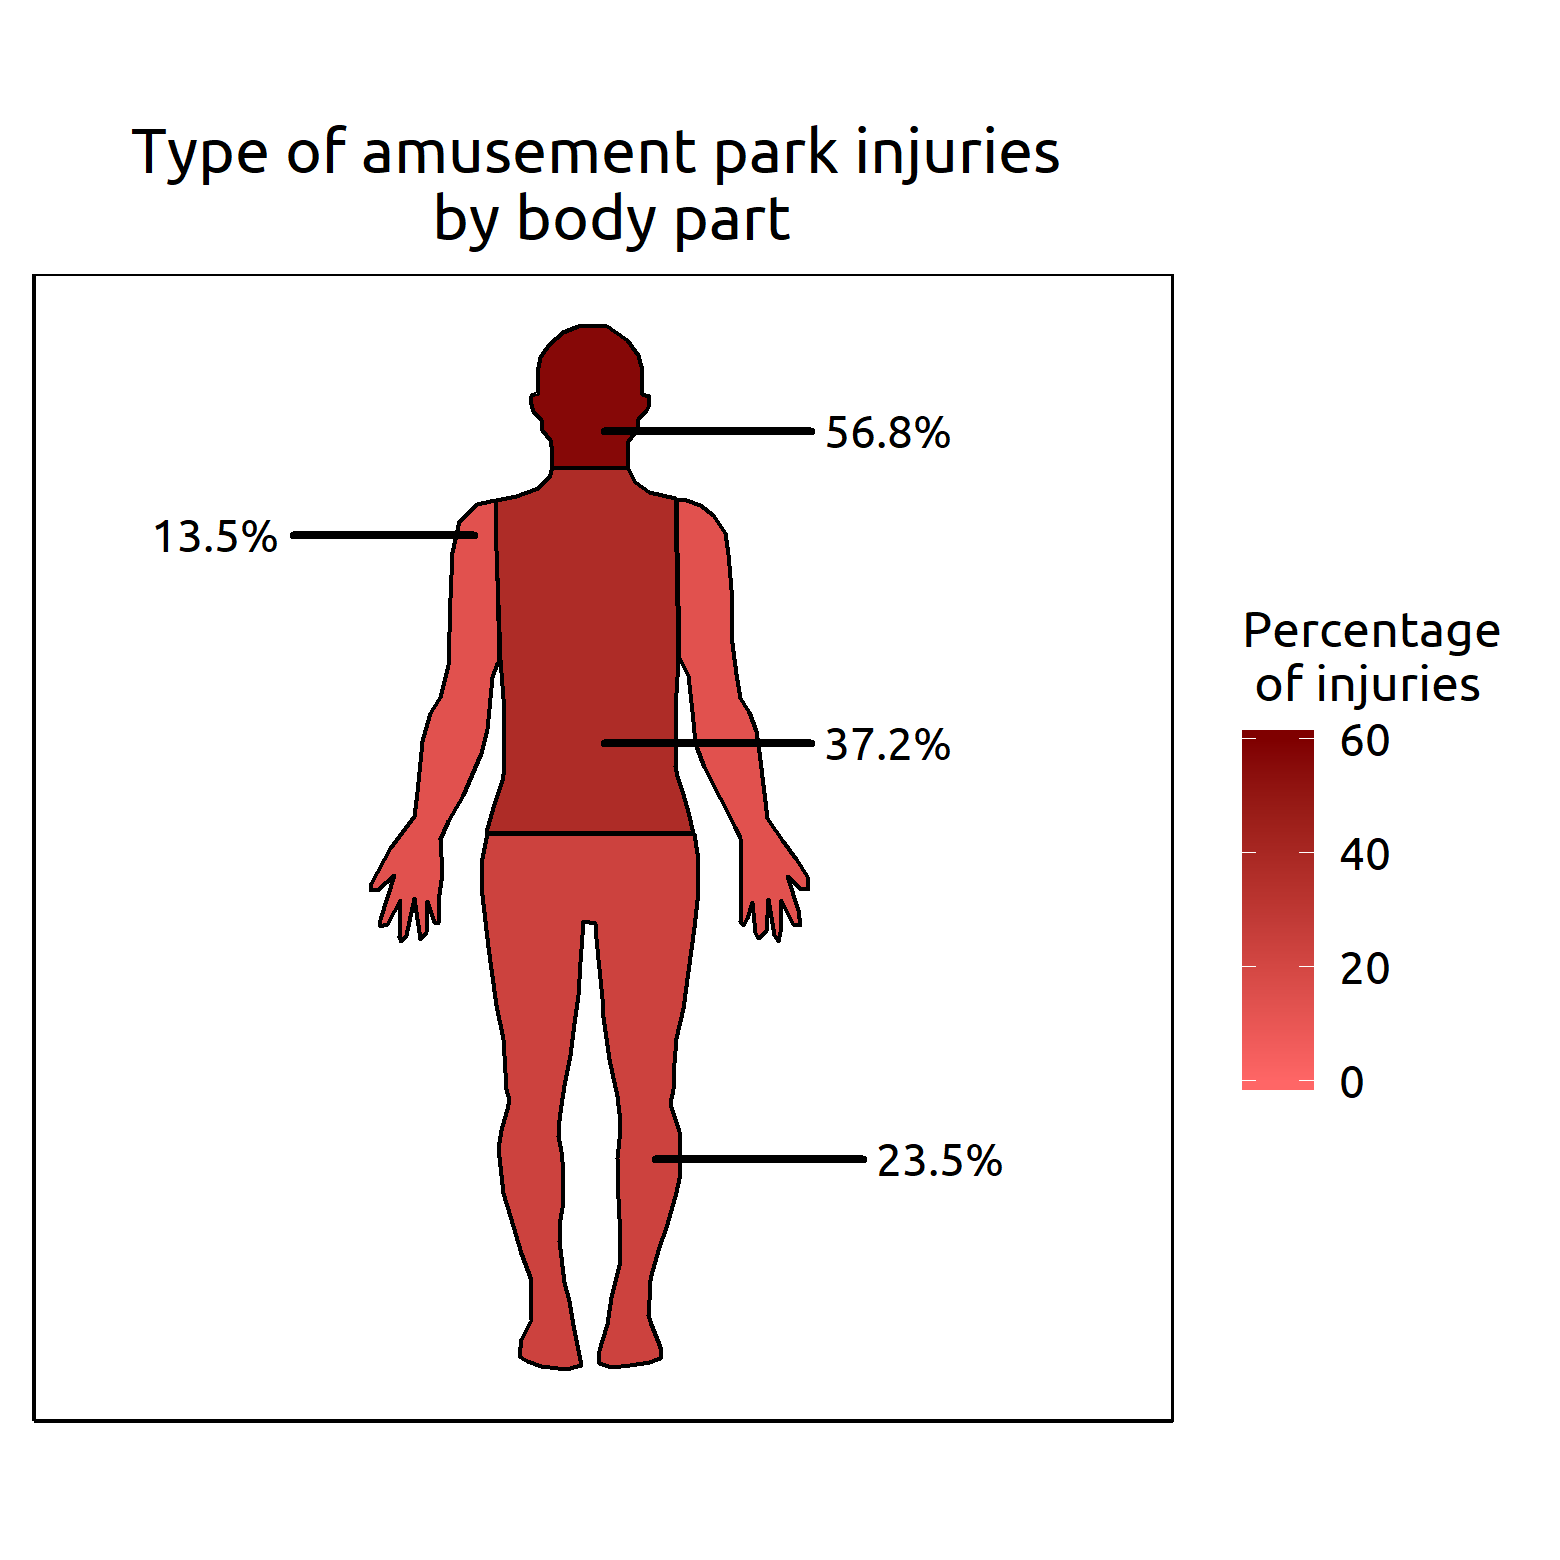 Type of amusement park injuries
by body part
56.8%
13.5%
37.2%
23.5%
Percentage
of injuries
60
40
20
0